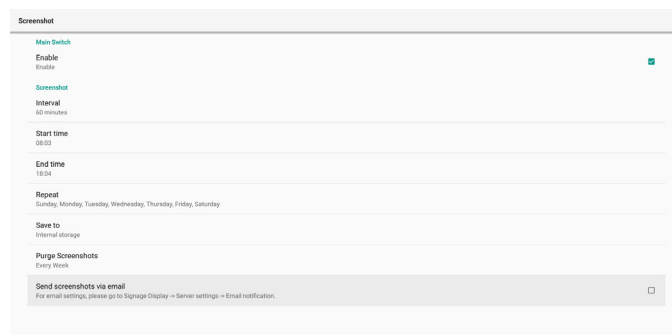 Screenshot
Main Switch
Enable
Enable
Screenshot
Interval
60 minutes
Start time
08:03
End time
18:04
Repeat
Sunday, Monday, Tuesday, Wednesday, Thursday, Friday, Saturday
Save to
Internal storage
Purge Screenshots
Every Week
Send screenshots via email
For email settings, please go to Signage Display -> Server settings -> Email notification.